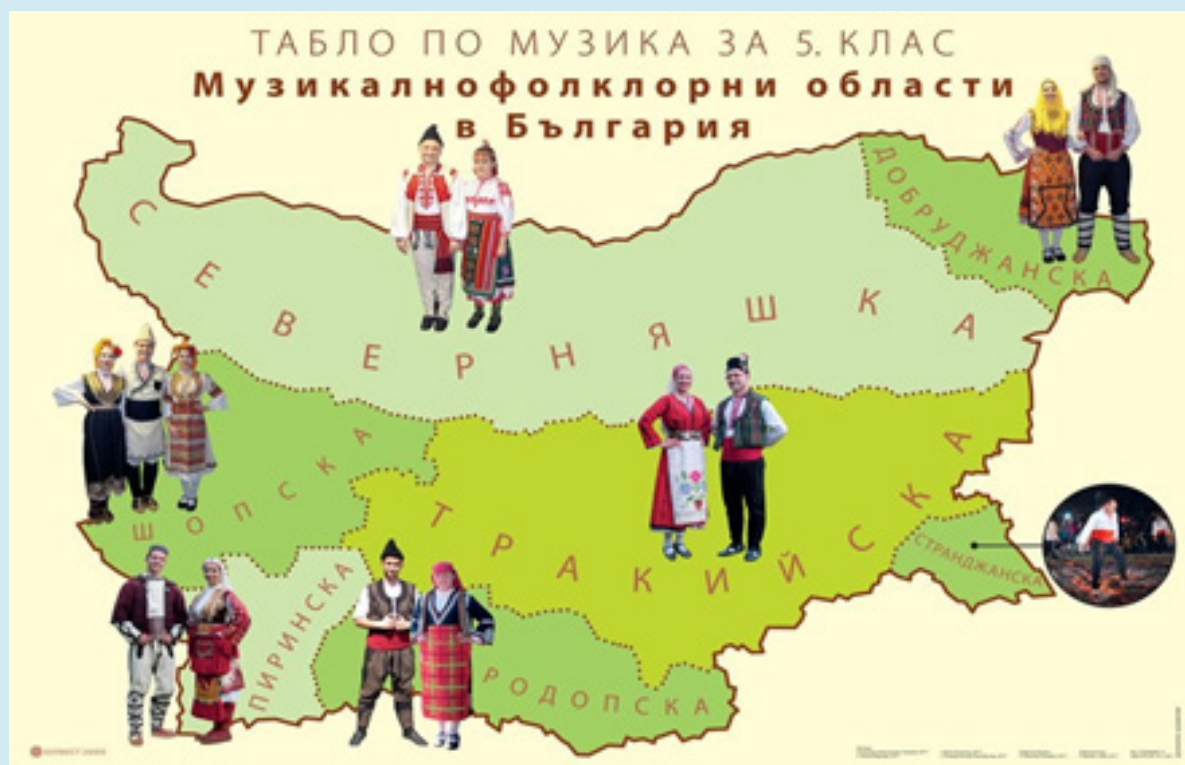 ТАБЛО ПО МУЗИКА ЗА 5. КЛАС
Музикалнофолклорни области
в България
ДОБРУДЖАНСКА
СЕВЕРНЯШКА
ШОПСКА
ТРАКИЙСКА
СТРАНДЖАНСКА
ПИРИНСКА
РОДОПСКА